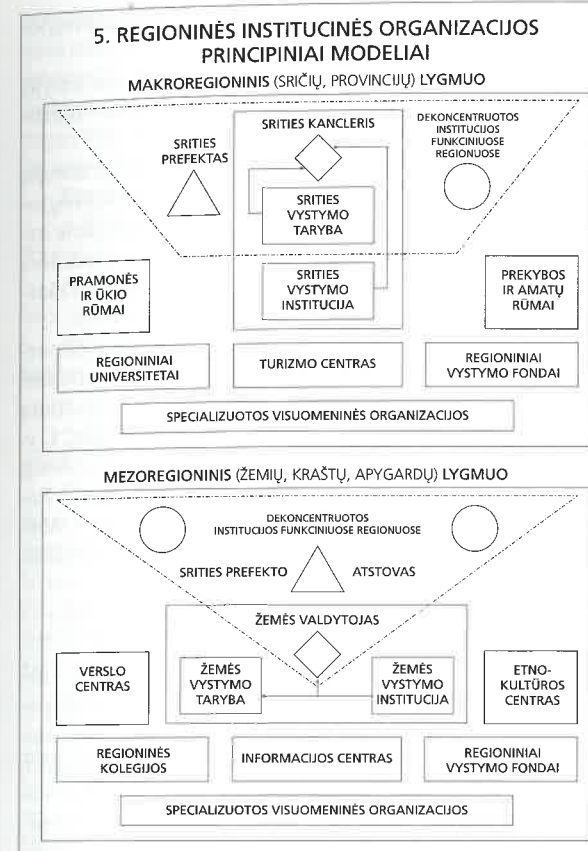 5. REGIONINĖS INSTITUCINĖS ORGANIZACIJOS
PRINCIPINIAI MODELIAI
MAKROREGIONINIS (SRIČIŲ, PROVINCIJŲ) LYGMUO
SRITIES
PREFEKTAS
SRITIES KANCLERIS
DEKONCENTRUOTOS
INSTITUCIJOS
FUNKCINIUOSE
REGIONUOSE
SRITIES
VYSTYMO
TARYBA
PRAMONĖS
IR ŪKIO
RŪMAI
SRITIES
VYSTYMO
INSTITUCIJA
PREKYBOS
IR AMATŲ
RŪMAI
REGIONINIAI
UNIVERSITETAI
TURIZMO CENTRAS
REGIONINIAI
VYSTYMO FONDAI
SPECIALIZUOTOS VISUOMENINĖS ORGANIZACIJOS
MEZOREGIONINIS (ŽEMIŲ, KRAŠTŲ, APYGARDŲ) LYGMUO
DEKONCENTRUOTOS
INSTITUCIJOS FUNKCINIUOSE REGIONUOSE
SRITIES PREFEKTO ATSTOVAS
ŽEMĖS VALDYTOJAS
VERSLO
CENTRAS
ŽEMĖS
VYSTYMO
TARYBA
ŽEMĖS
VYSTYMO
INSTITUCIJA
ETNO-
KULTŪROS
CENTRAS
REGIONINĖS
KOLEGIJOS
INFORMACIJOS CENTRAS
REGIONINIAI
VYSTYMO FONDAI
SPECIALIZUOTOS VISUOMENINĖS ORGANIZACIJOS